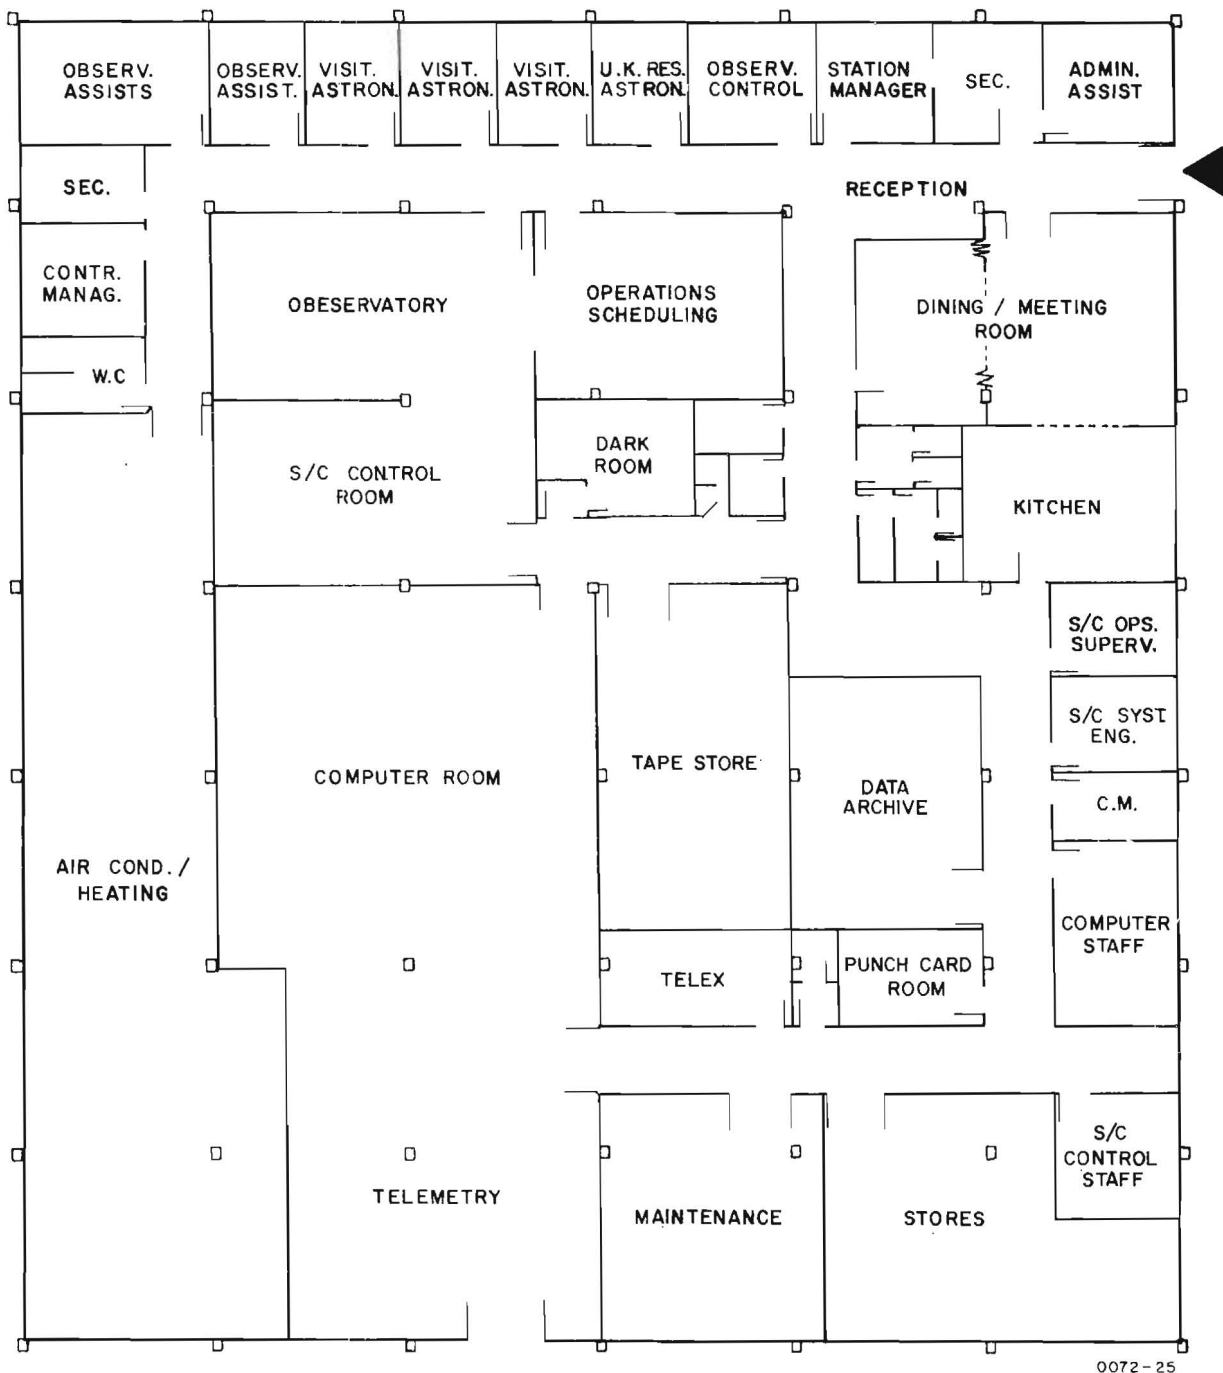 OBSERV.
ASSISTS
OBSERV.
ASSIST.
VISIT.
ASTRON.
VISIT.
ASTRON.
VISIT.
ASTRON.
U.K. RES.
ASTRON.
OBSERV.
CONTROL
STATION
MANAGER
SEC.
ADMIN.
ASSIST
SEC.
RECEPTION
CONTR.
MANAG.
OBESERVATORY
OPERATIONS
SCHEDULING
DINING / MEETING
ROOM
W.C
S/C CONTROL
ROOM
DARK
ROOM
KITCHEN
S/C OPS.
SUPERV.
S/C SYST
ENG.
COMPUTER ROOM
TAPE STORE
DATA
ARCHIVE
C.M.
AIR COND. /
HEATING
COMPUTER
STAFF
TELEX
PUNCH CARD
ROOM
S/C
CONTROL
STAFF
TELEMETRY
MAINTENANCE
STORES
0072-25